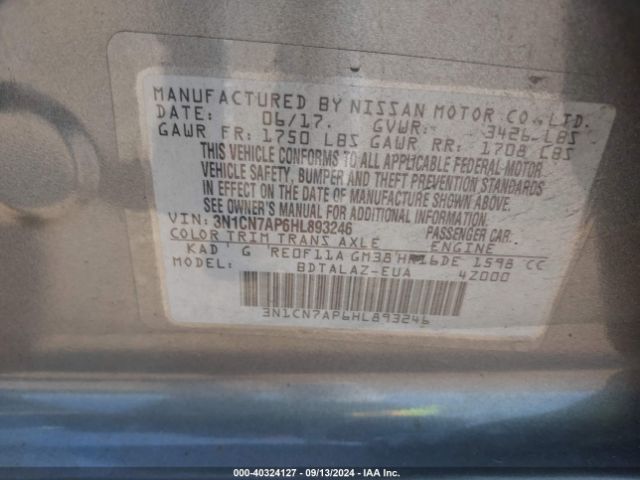 MANUFACTURED BY NISSAN MOTOR CO., LTD.
DATE: 06/17. GVWR: 3426 LBS
GAWR FR: 1750 LBS GAWR RR: 1708 LBS
THIS VEHICLE CONFORMS TO ALL APPLICABLE FEDERAL MOTOR
VEHICLE SAFETY, BUMPER AND THEFT PREVENTION STANDARDS
IN EFFECT ON THE DATE OF MANUFACTURE SHOWN ABOVE.
SEE OWNER'S MANUAL FOR ADDITIONAL INFORMATION.
VIN: 3N1CN7AP6HL893246 PASSENGER CAR
COLOR TRIM TRANS AXLE ENGINE
KAD G RE0F11A GM38 HR16DE 1598 CC
MODEL: BDTALAZ-EUA 4Z000
3N1CN7AP6HL893246
000-40324127 - 09/13/2024 - IAA Inc.